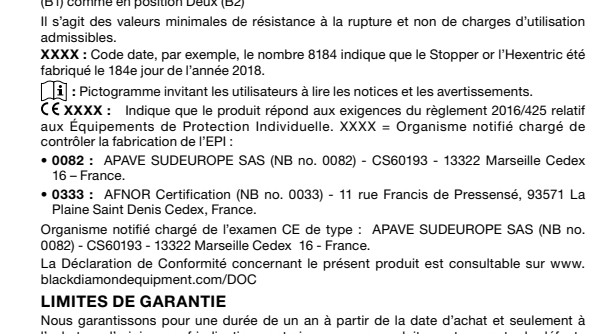 (B1) comme en position Deux (B2)
Il s'agit des valeurs minimales de résistance à la rupture et non de charges d'utilisation
admissibles.
XXXX : Code date, par exemple, le nombre 8184 indique que le Stopper or l'Hexentric été
fabriqué le 184e jour de l'année 2018.
: Pictogramme invitant les utilisateurs à lire les notices et les avertissements.
CE XXXX : Indique que le produit répond aux exigences du règlement 2016/425 relatif
aux Équipements de Protection Individuelle. XXXX = Organisme notifié chargé de
contrôler la fabrication de l'EPI :
• 0082 : APAVE SUDEUROPE SAS (NB no. 0082) - CS60193 - 13322 Marseille Cedex
16 – France.
• 0333 : AFNOR Certification (NB no. 0033) - 11 rue Francis de Pressensé, 93571 La
Plaine Saint Denis Cedex, France.
Organisme notifié chargé de l'examen CE de type : APAVE SUDEUROPE SAS (NB no.
0082) - CS60193 - 13322 Marseille Cedex 16 - France.
La Déclaration de Conformité concernant le présent produit est consultable sur www.
blackdiamondequipment.com/DOC
LIMITES DE GARANTIE
Nous garantissons pour une durée de un an à partir de la date d'achat et seulement à